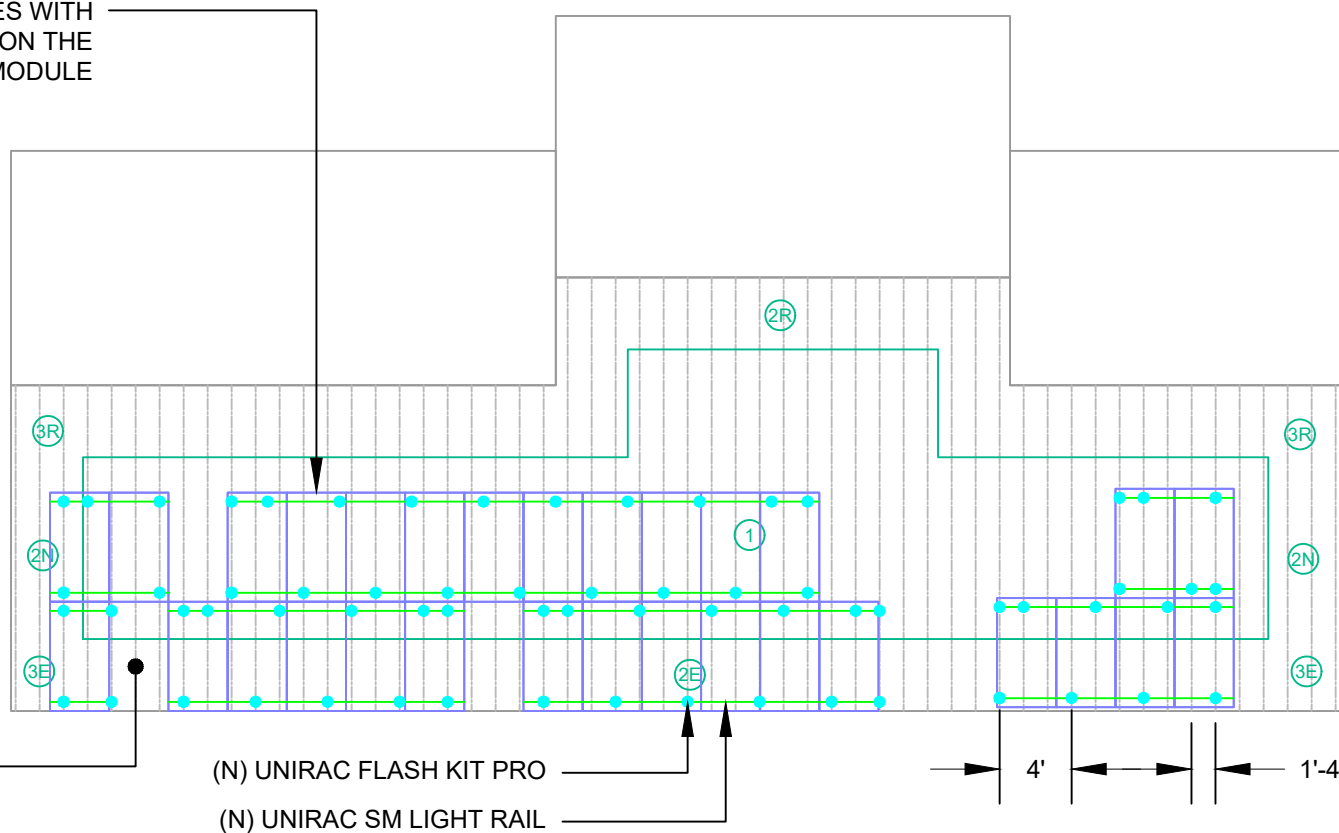 ES WITH
ON THE
MODULE
2R
3R
3R
1
2N
2N
3E
2E
3E
(N) UNIRAC FLASH KIT PRO
4'
1'-4
(N) UNIRAC SM LIGHT RAIL